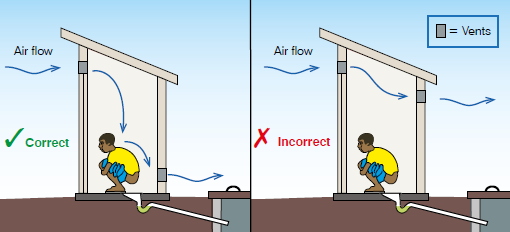 Air flow
Correct
Air flow
Incorrect
= Vents